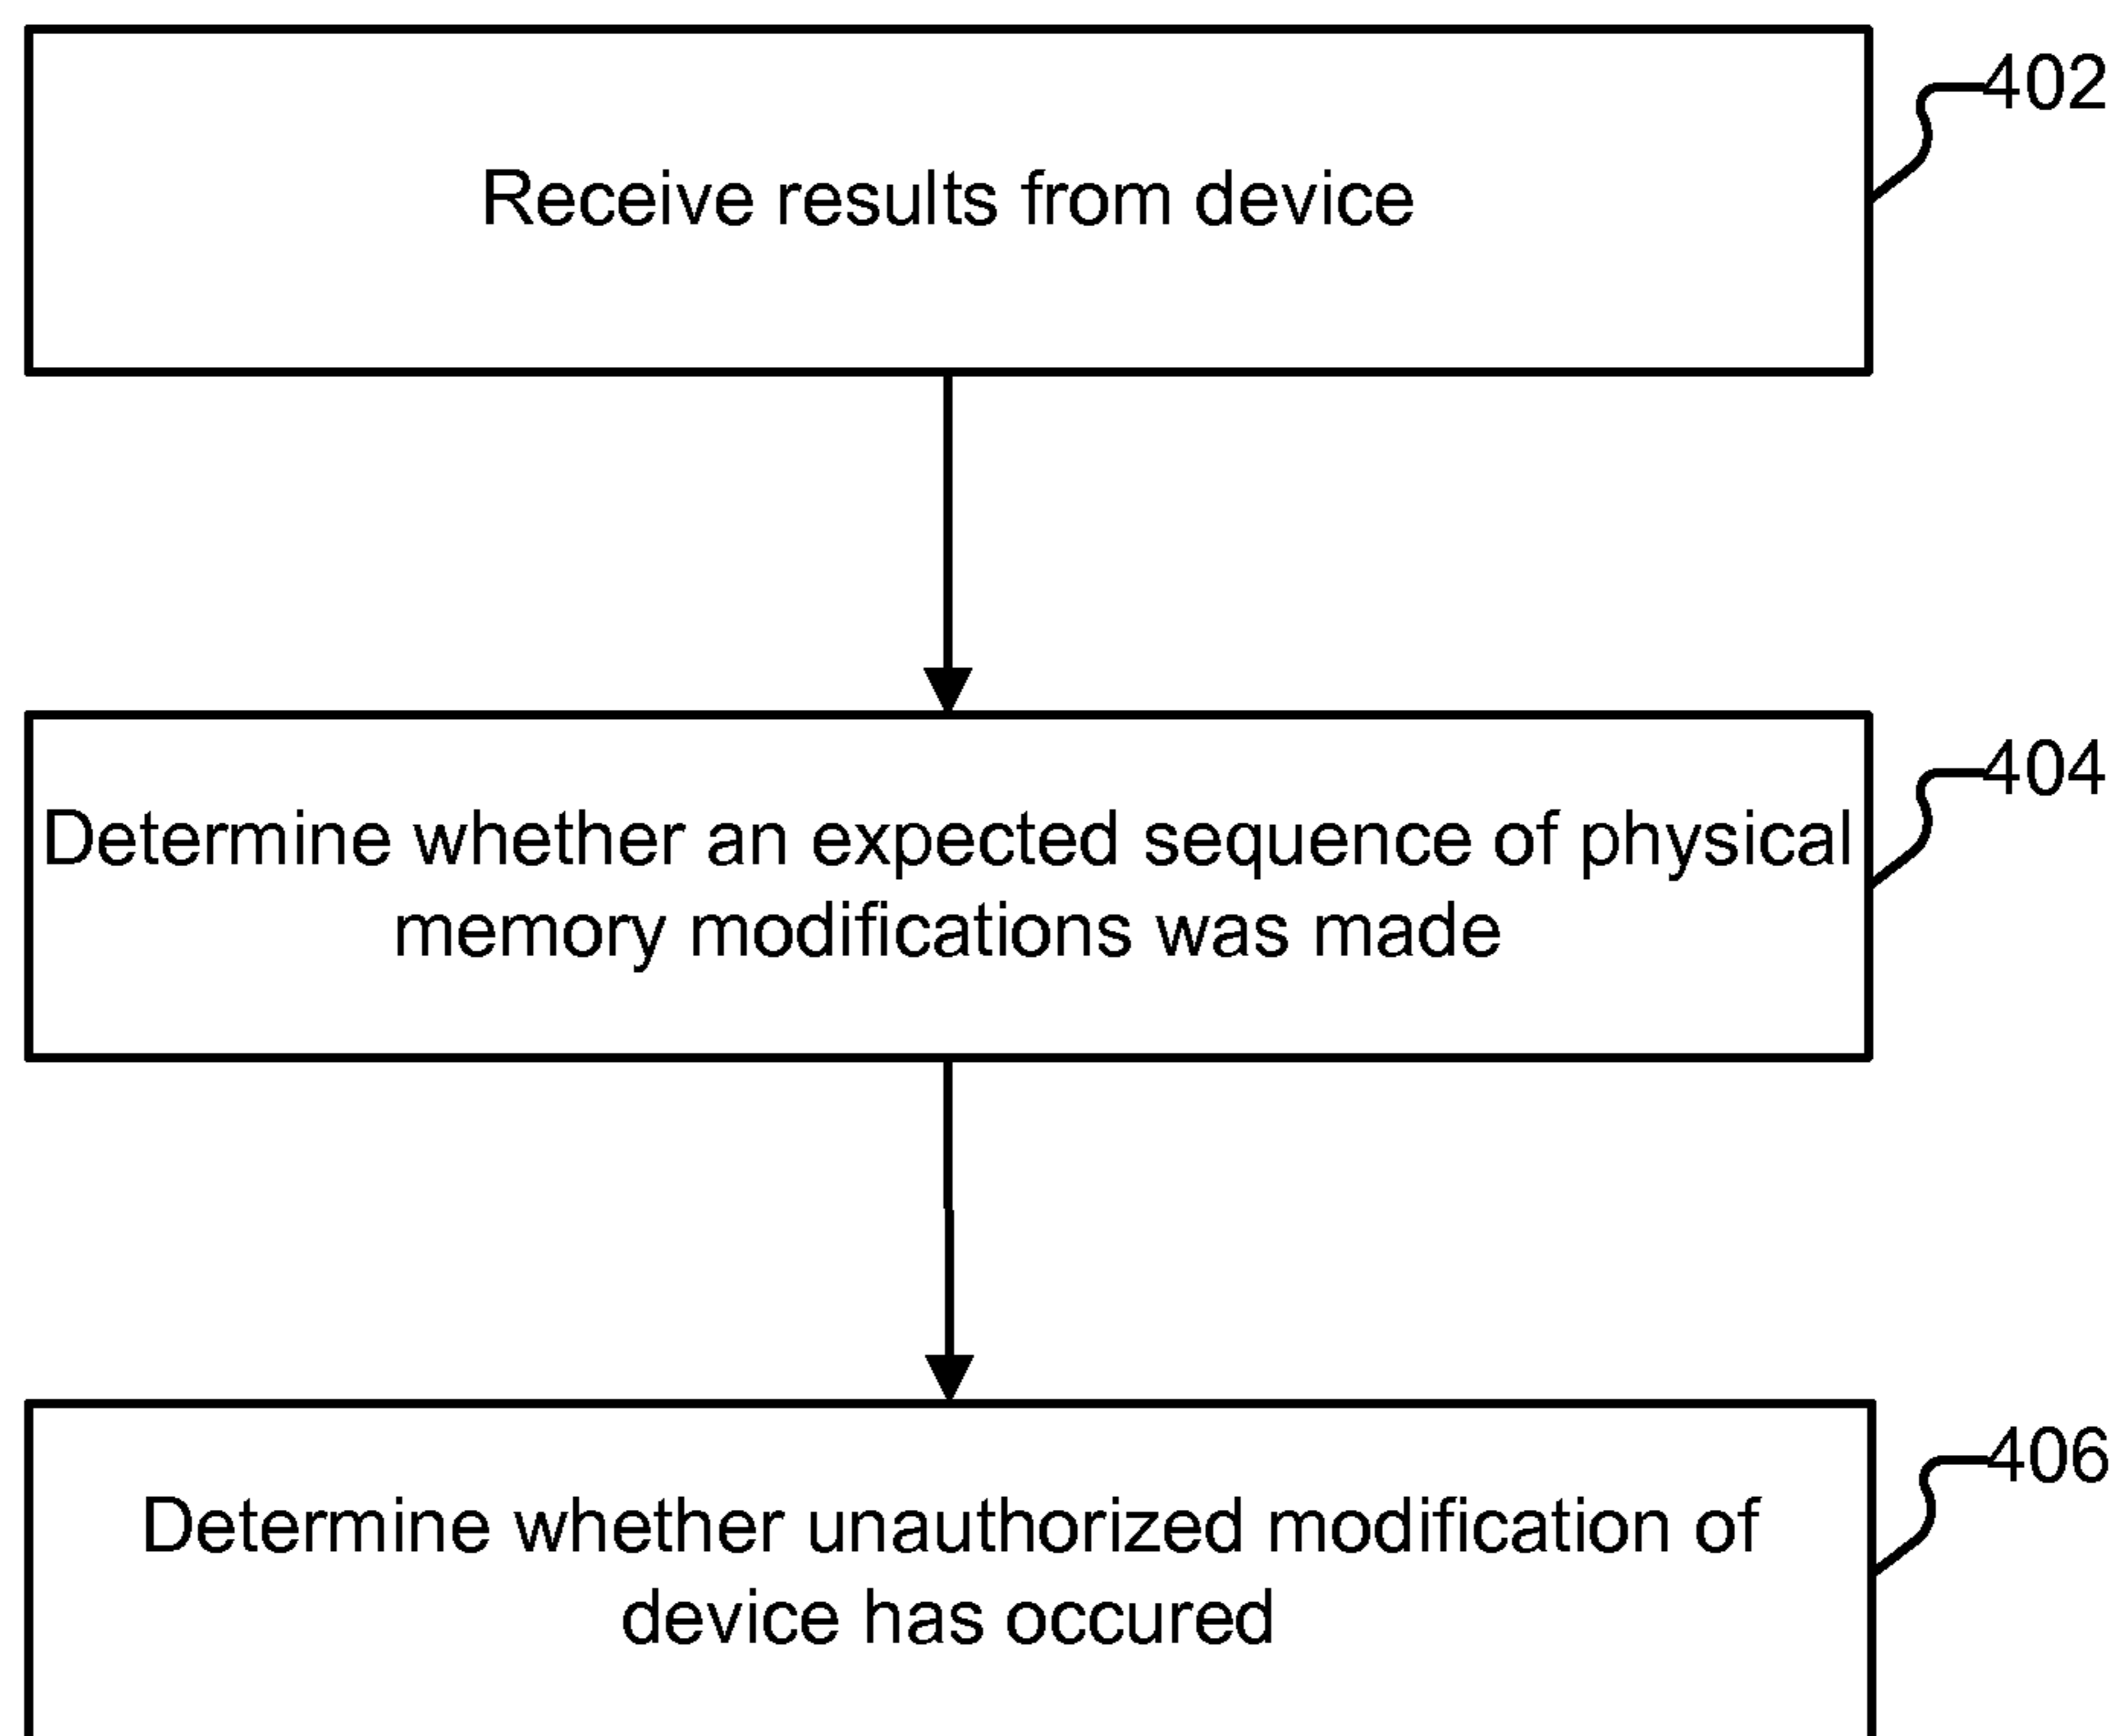 402
Receive results from device
404
Determine whether an expected sequence of physical
memory modifications was made
406
Determine whether unauthorized modification of
device has occured